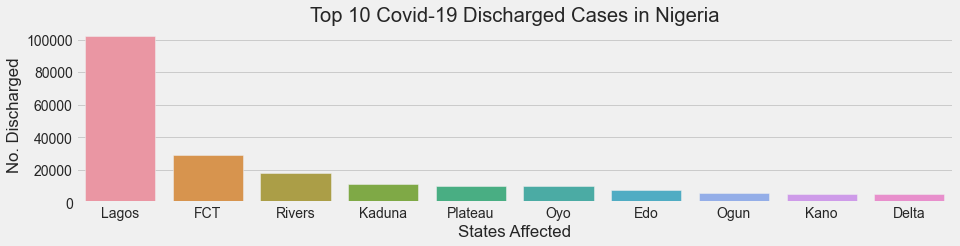 Top 10 Covid-19 Discharged Cases in Nigeria
No. Discharged
100000
80000
60000
40000
20000
0
Lagos FCT Rivers Kaduna Plateau Oyo Edo Ogun Kano Delta
States Affected